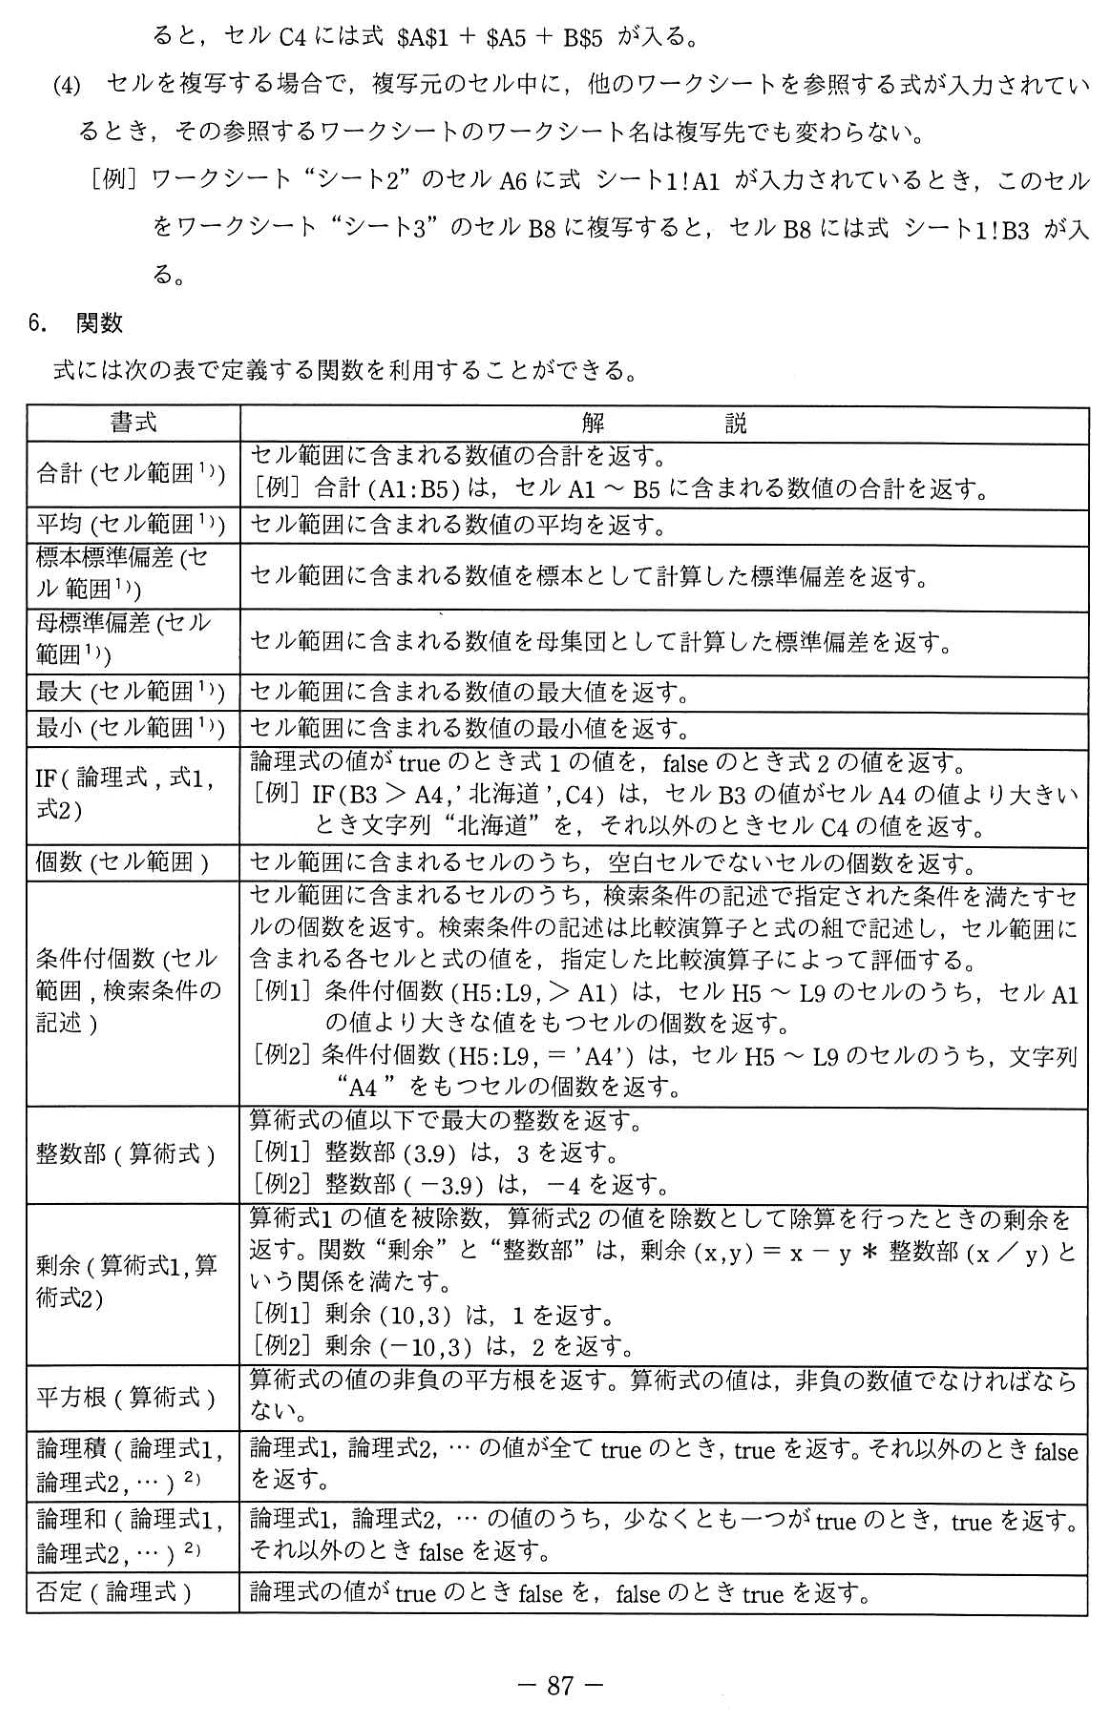 ると，セル C4 には式 $A$1 + $A5 + B$5 が入る。
(4) セルを複写する場合で，複写元のセル中に，他のワークシートを参照する式が入力されてい
るとき，その参照するワークシートのワークシート名は複写先でも変わらない。
［例］ワークシート“シート2”のセル A6 に式 シート1!A1 が入力されているとき，このセル
をワークシート“シート3”のセル B8 に複写すると，セル B8 には式 シート1!B3 が入
る。
6. 関数
式には次の表で定義する関数を利用することができる。
書式 解 説
合計(セル範囲1)) セル範囲に含まれる数値の合計を返す。
［例］合計(A1:B5)は，セル A1 ～ B5 に含まれる数値の合計を返す。
平均(セル範囲1)) セル範囲に含まれる数値の平均を返す。
標本標準偏差(セ
ル 範囲1)) セル範囲に含まれる数値を標本として計算した標準偏差を返す。
母標準偏差(セル
範囲1)) セル範囲に含まれる数値を母集団として計算した標準偏差を返す。
最大(セル範囲1)) セル範囲に含まれる数値の最大値を返す。
最小(セル範囲1)) セル範囲に含まれる数値の最小値を返す。
IF(論理式,式1,
式2)
論理式の値が true のとき式 1 の値を，false のとき式 2 の値を返す。
［例］IF(B3 ＞ A4,'北海道',C4) は，セル B3 の値がセル A4 の値より大きい
とき文字列“北海道”を，それ以外のときセル C4 の値を返す。
個数(セル範囲) セル範囲に含まれるセルのうち，空白セルでないセルの個数を返す。
条件付個数(セル
範囲,検索条件の
記述)
セル範囲に含まれるセルのうち，検索条件の記述で指定された条件を満たすセ
ルの個数を返す。検索条件の記述は比較演算子と式の組で記述し，セル範囲に
含まれる各セルと式の値を，指定した比較演算子によって評価する。
［例1］条件付個数(H5:L9,＞ A1) は，セル H5 ～ L9 のセルのうち，セル A1
の値より大きな値をもつセルの個数を返す。
［例2］条件付個数(H5:L9,＝'A4') は，セル H5 ～ L9 のセルのうち，文字列
“A4”をもつセルの個数を返す。
整数部(算術式)
算術式の値以下で最大の整数を返す。
［例1］整数部(3.9) は，3 を返す。
［例2］整数部(－3.9) は，－4 を返す。
剰余(算術式1,算
術式2)
算術式1 の値を被除数，算術式2 の値を除数として除算を行ったときの剰余を
返す。関数“剰余”と“整数部”は，剰余(x,y)＝x － y ＊ 整数部(x ／ y)と
いう関係を満たす。
［例1］剰余(10,3) は，1 を返す。
［例2］剰余(－10,3) は，2 を返す。
平方根(算術式)
算術式の値の非負の平方根を返す。算術式の値は，非負の数値でなければなら
ない。
論理積(論理式1,
論理式2,…)2)
論理式1, 論理式2, … の値が全て true のとき, true を返す。それ以外のとき false
を返す。
論理和(論理式1,
論理式2,…)2)
論理式1, 論理式2, … の値のうち，少なくとも一つが true のとき，true を返す。
それ以外のとき false を返す。
否定(論理式) 論理式の値が true のとき false を，false のとき true を返す。
－ 87 －